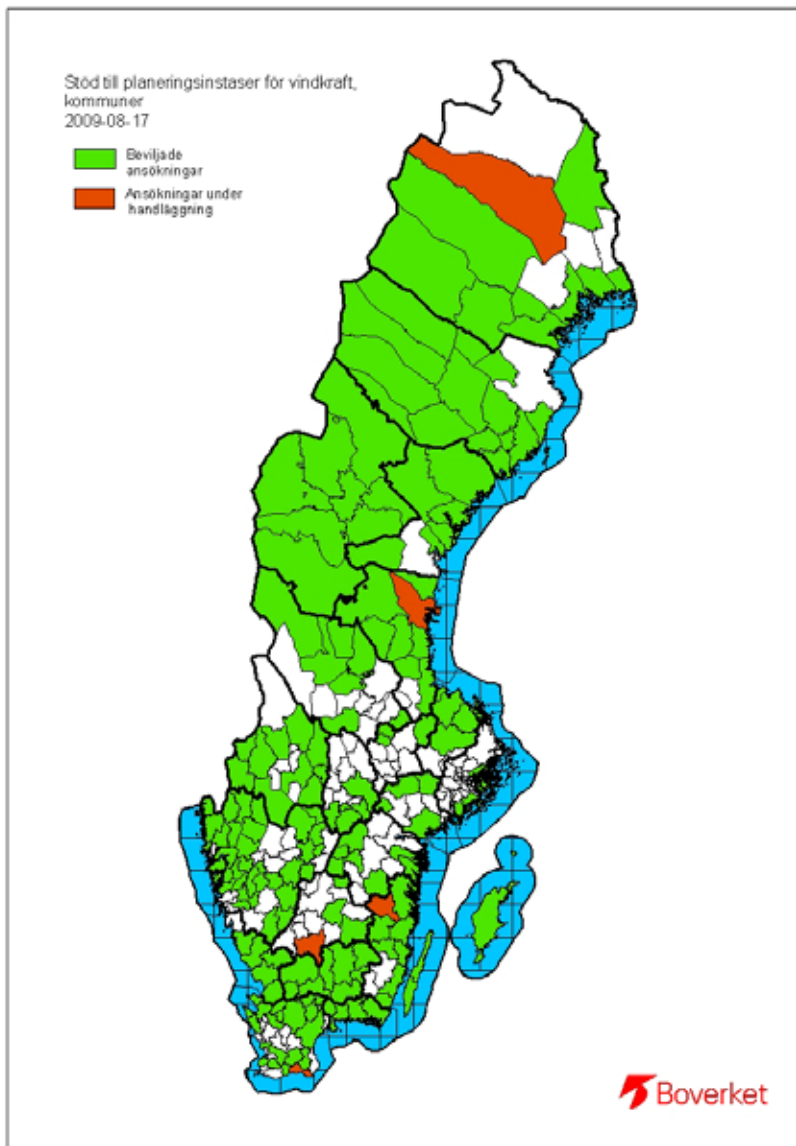 Stöd till planeringsinstaser för vindkraft,
kommuner
2009-08-17
Beviljade
ansökningar
Ansökningar under
handläggning
Boverket